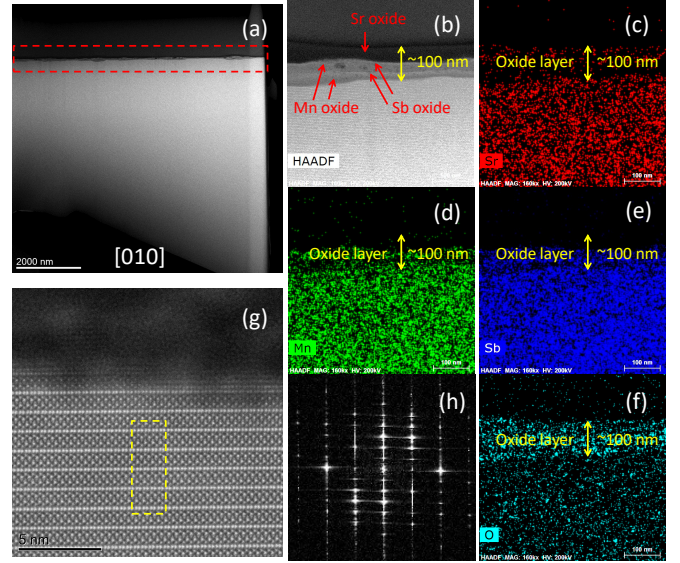 (a)
2000 nm
[010]
(b)
Sr oxide
~100 nm
Mn oxide
Sb oxide
HAADF
(c)
Oxide layer
~100 nm
Sr
100 nm
HAADF MAG: 160kx HV: 200kV
(d)
Oxide layer
~100 nm
Mn
100 nm
HAADF MAG: 160kx HV: 200kV
(e)
Oxide layer
~100 nm
Sb
100 nm
HAADF MAG: 160kx HV: 200kV
(g)
5 nm
(h)
(f)
Oxide layer
~100 nm
O
100 nm
HAADF MAG: 160kx HV: 200kV